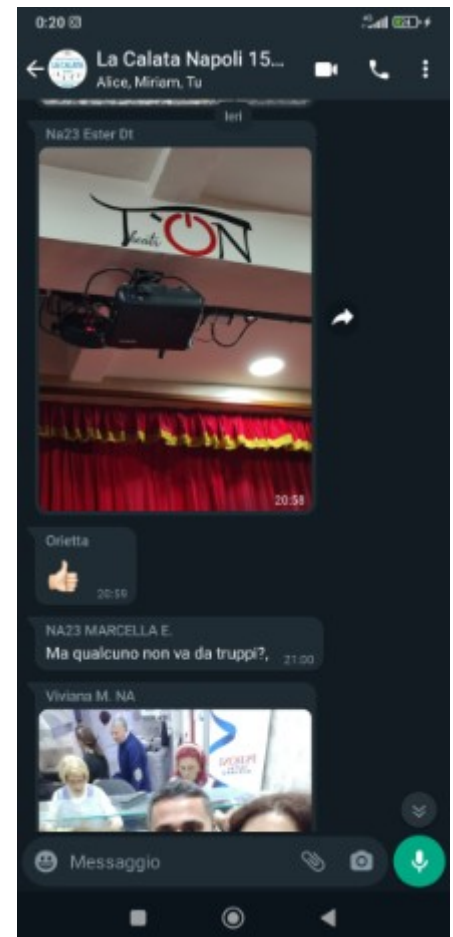 0:20
La Calata Napoli 15...
Alice, Miriam, Tu
Ieri
Na23 Ester Dt
Theatì
ON
20:58
Orietta
20:59
NA23 MARCELLA E.
Ma qualcuno non va da truppi?,
21:00
Viviana M. NA
Messaggio